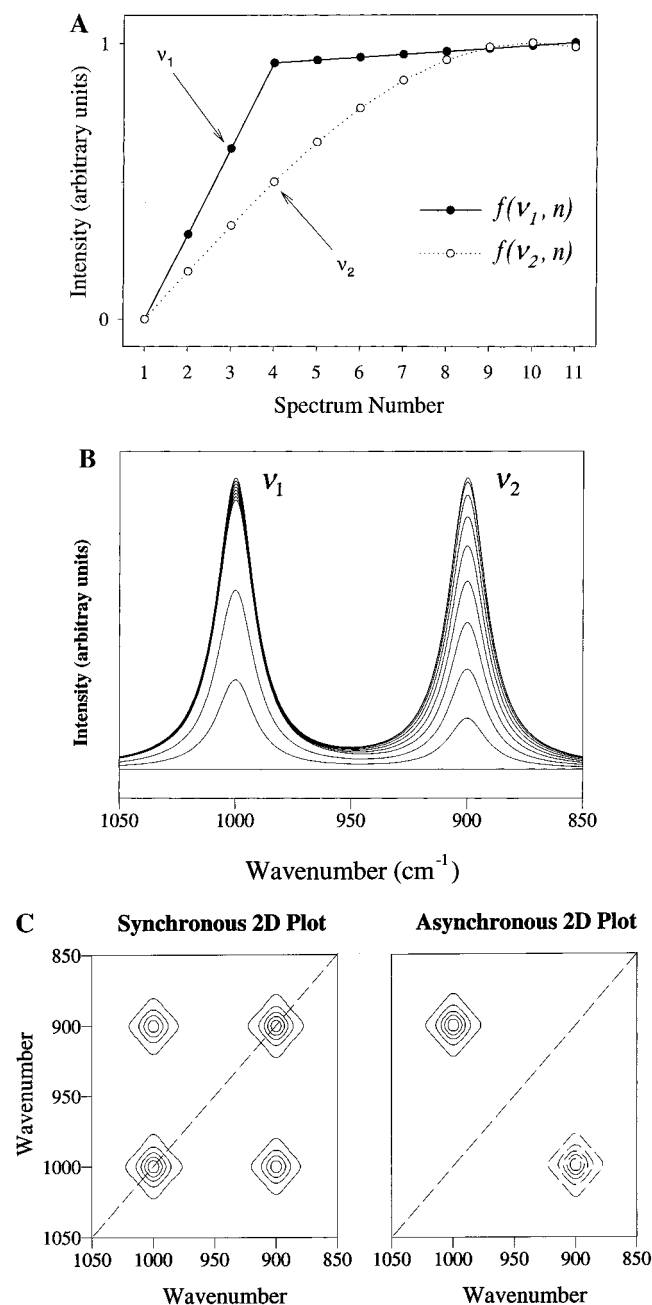 A
Intensity (arbitrary units)
1
0
ν1
ν2
f(ν1, n)
f(ν2, n)
1 2 3 4 5 6 7 8 9 10 11
Spectrum Number
B
Intensity (arbitray units)
ν1
ν2
1050 1000 950 900 850
Wavenumber (cm-1)
C
Synchronous 2D Plot
Asynchronous 2D Plot
Wavenumber
850
900
950
1000
1050
1050 1000 950 900 850
1050 1000 950 900 850
Wavenumber
Wavenumber